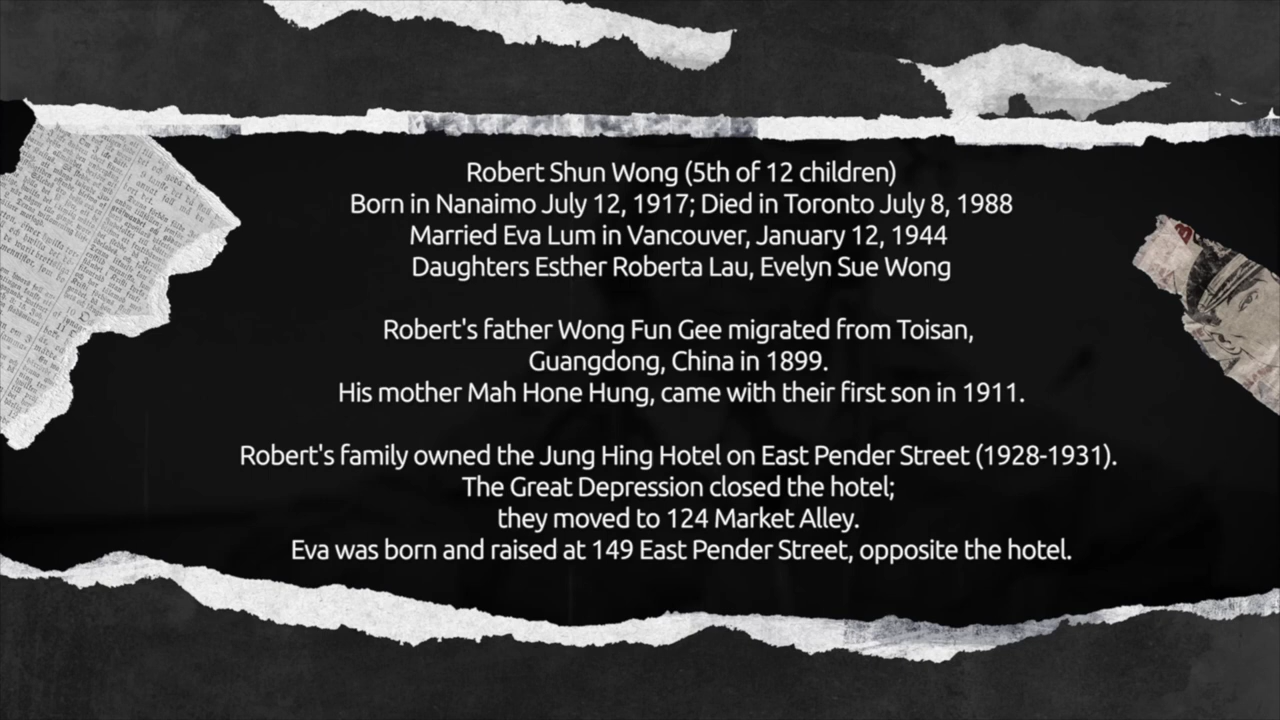 Robert Shun Wong (5th of 12 children)
Born in Nanaimo July 12, 1917; Died in Toronto July 8, 1988
Married Eva Lum in Vancouver, January 12, 1944
Daughters Esther Roberta Lau, Evelyn Sue Wong
Robert's father Wong Fun Gee migrated from Toisan,
Guangdong, China in 1899.
His mother Mah Hone Hung, came with their first son in 1911.
Robert's family owned the Jung Hing Hotel on East Pender Street (1928-1931).
The Great Depression closed the hotel;
they moved to 124 Market Alley.
Eva was born and raised at 149 East Pender Street, opposite the hotel.